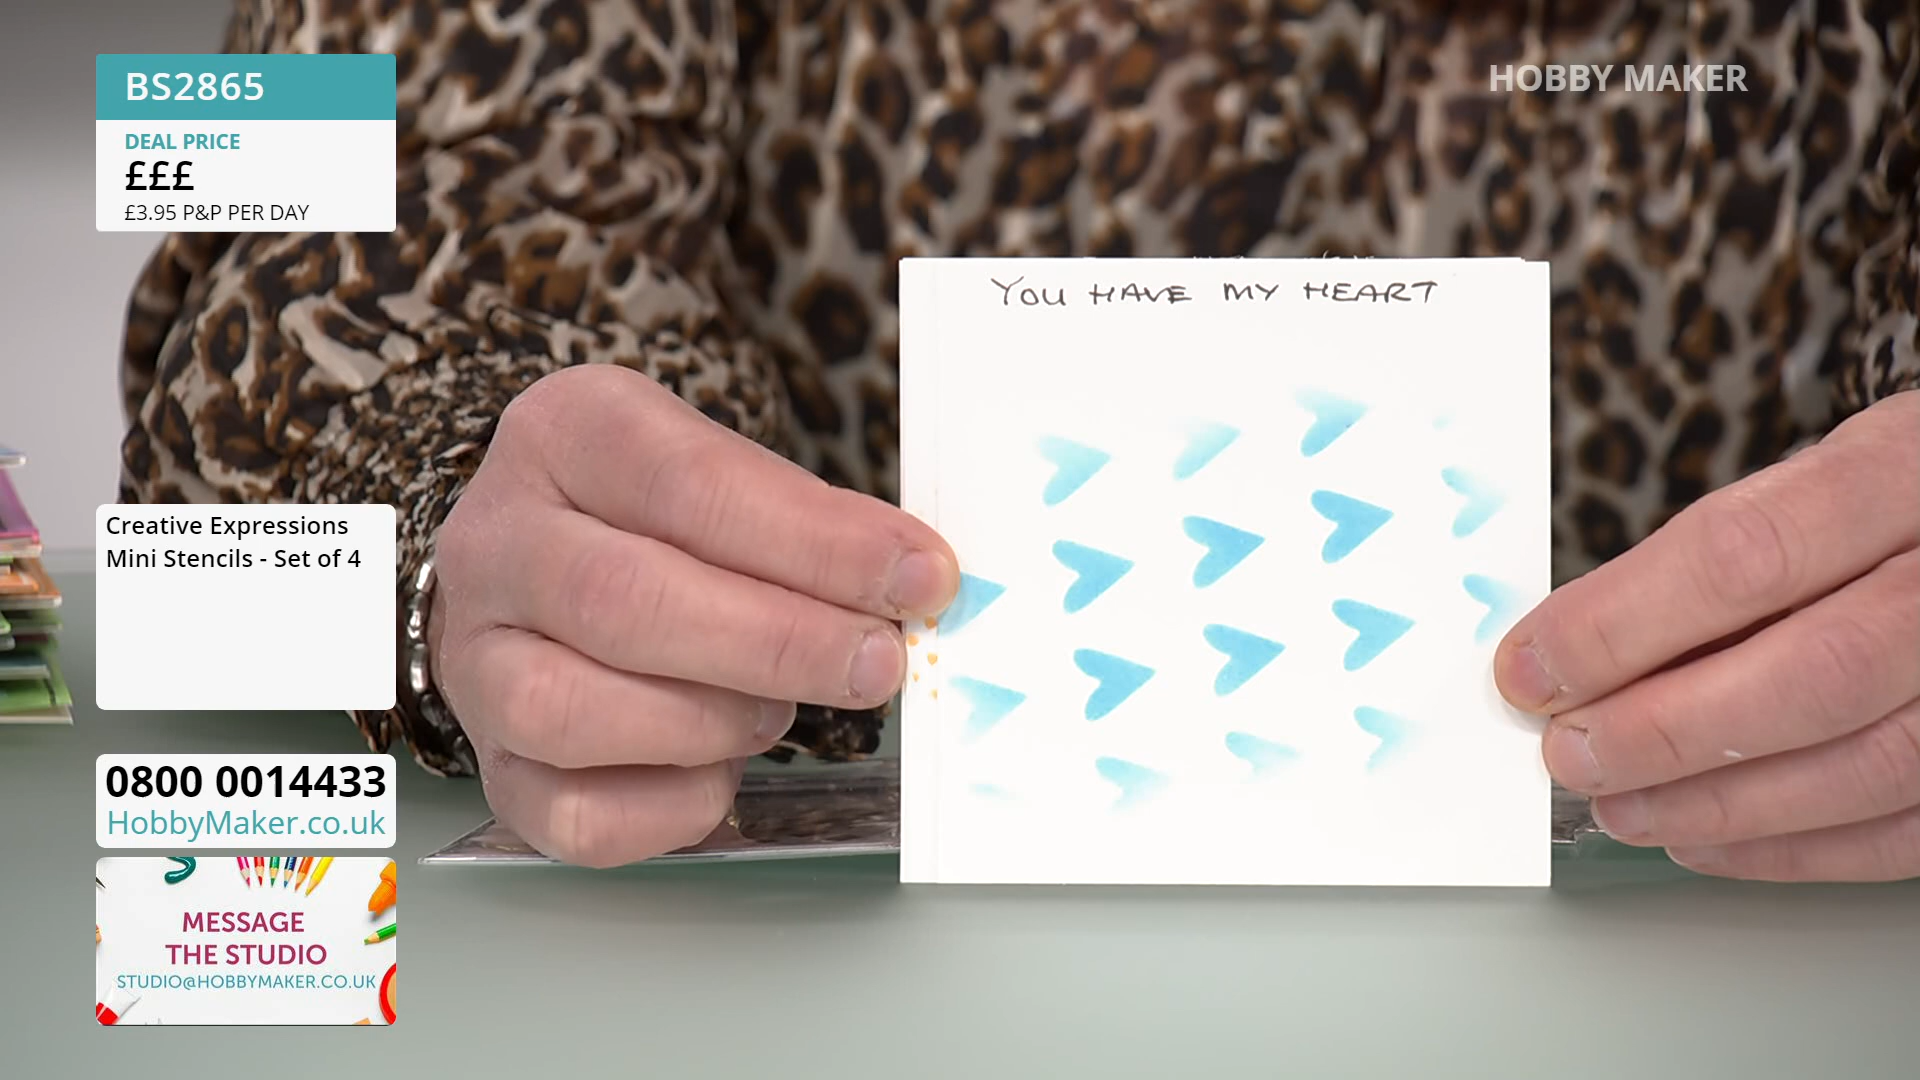 BS2865
DEAL PRICE
£££
£3.95 P&P PER DAY
HOBBY MAKER
YOU HAVE MY HEART
Creative Expressions
Mini Stencils - Set of 4
0800 0014433
HobbyMaker.co.uk
MESSAGE
THE STUDIO
STUDIO@HOBBYMAKER.CO.UK